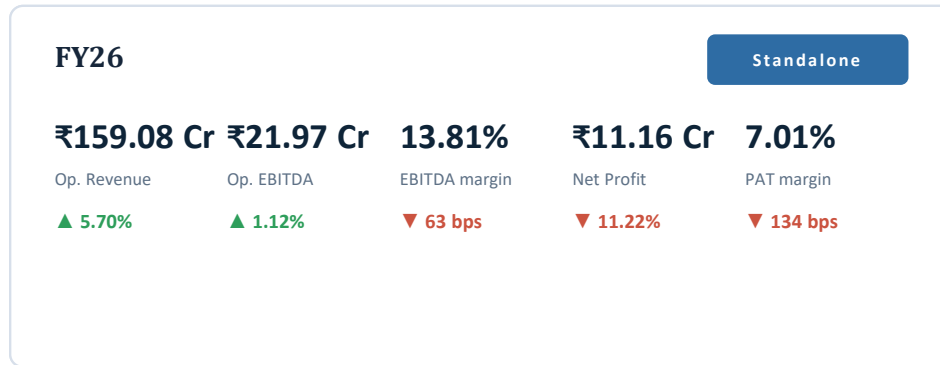 FY26
Standalone
₹159.08 Cr ₹21.97 Cr 13.81% ₹11.16 Cr 7.01%
Op. Revenue Op. EBITDA EBITDA margin Net Profit PAT margin
▲ 5.70% ▲ 1.12% ▼ 63 bps ▼ 11.22% ▼ 134 bps